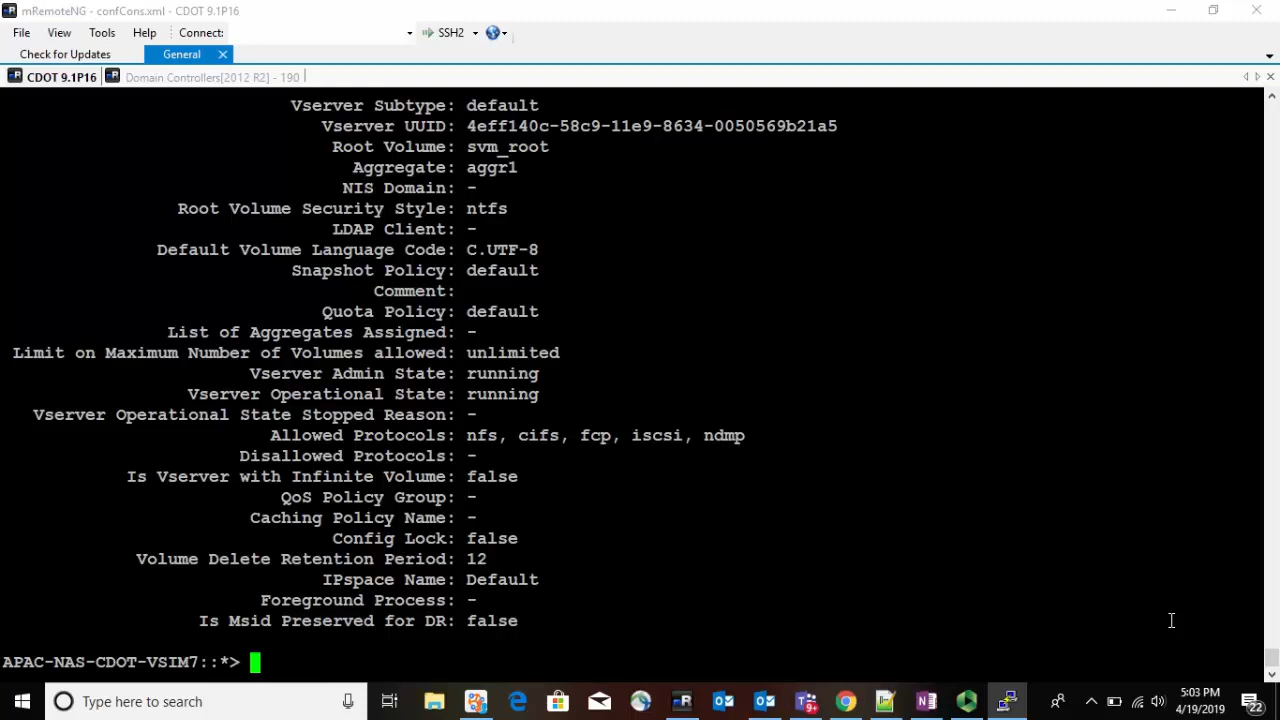 mRemoteNG - confCons.xml - CDOT 9.1P16
File View Tools Help Connect: SSH2
Check for Updates General
CDOT 9.1P16 Domain Controllers[2012 R2] - 190
Vserver Subtype: default
Vserver UUID: 4eff140c-58c9-11e9-8634-0050569b21a5
Root Volume: svm_root
Aggregate: aggr1
NIS Domain: -
Root Volume Security Style: ntfs
LDAP Client: -
Default Volume Language Code: C.UTF-8
Snapshot Policy: default
Comment:
Quota Policy: default
List of Aggregates Assigned: -
Limit on Maximum Number of Volumes allowed: unlimited
Vserver Admin State: running
Vserver Operational State: running
Vserver Operational State Stopped Reason: -
Allowed Protocols: nfs, cifs, fcp, iscsi, ndmp
Disallowed Protocols: -
Is Vserver with Infinite Volume: false
QoS Policy Group: -
Caching Policy Name: -
Config Lock: false
Volume Delete Retention Period: 12
IPspace Name: Default
Foreground Process: -
Is Msid Preserved for DR: false
APAC-NAS-CDOT-VSIM7::*>
Type here to search
5:03 PM
4/19/2019
22